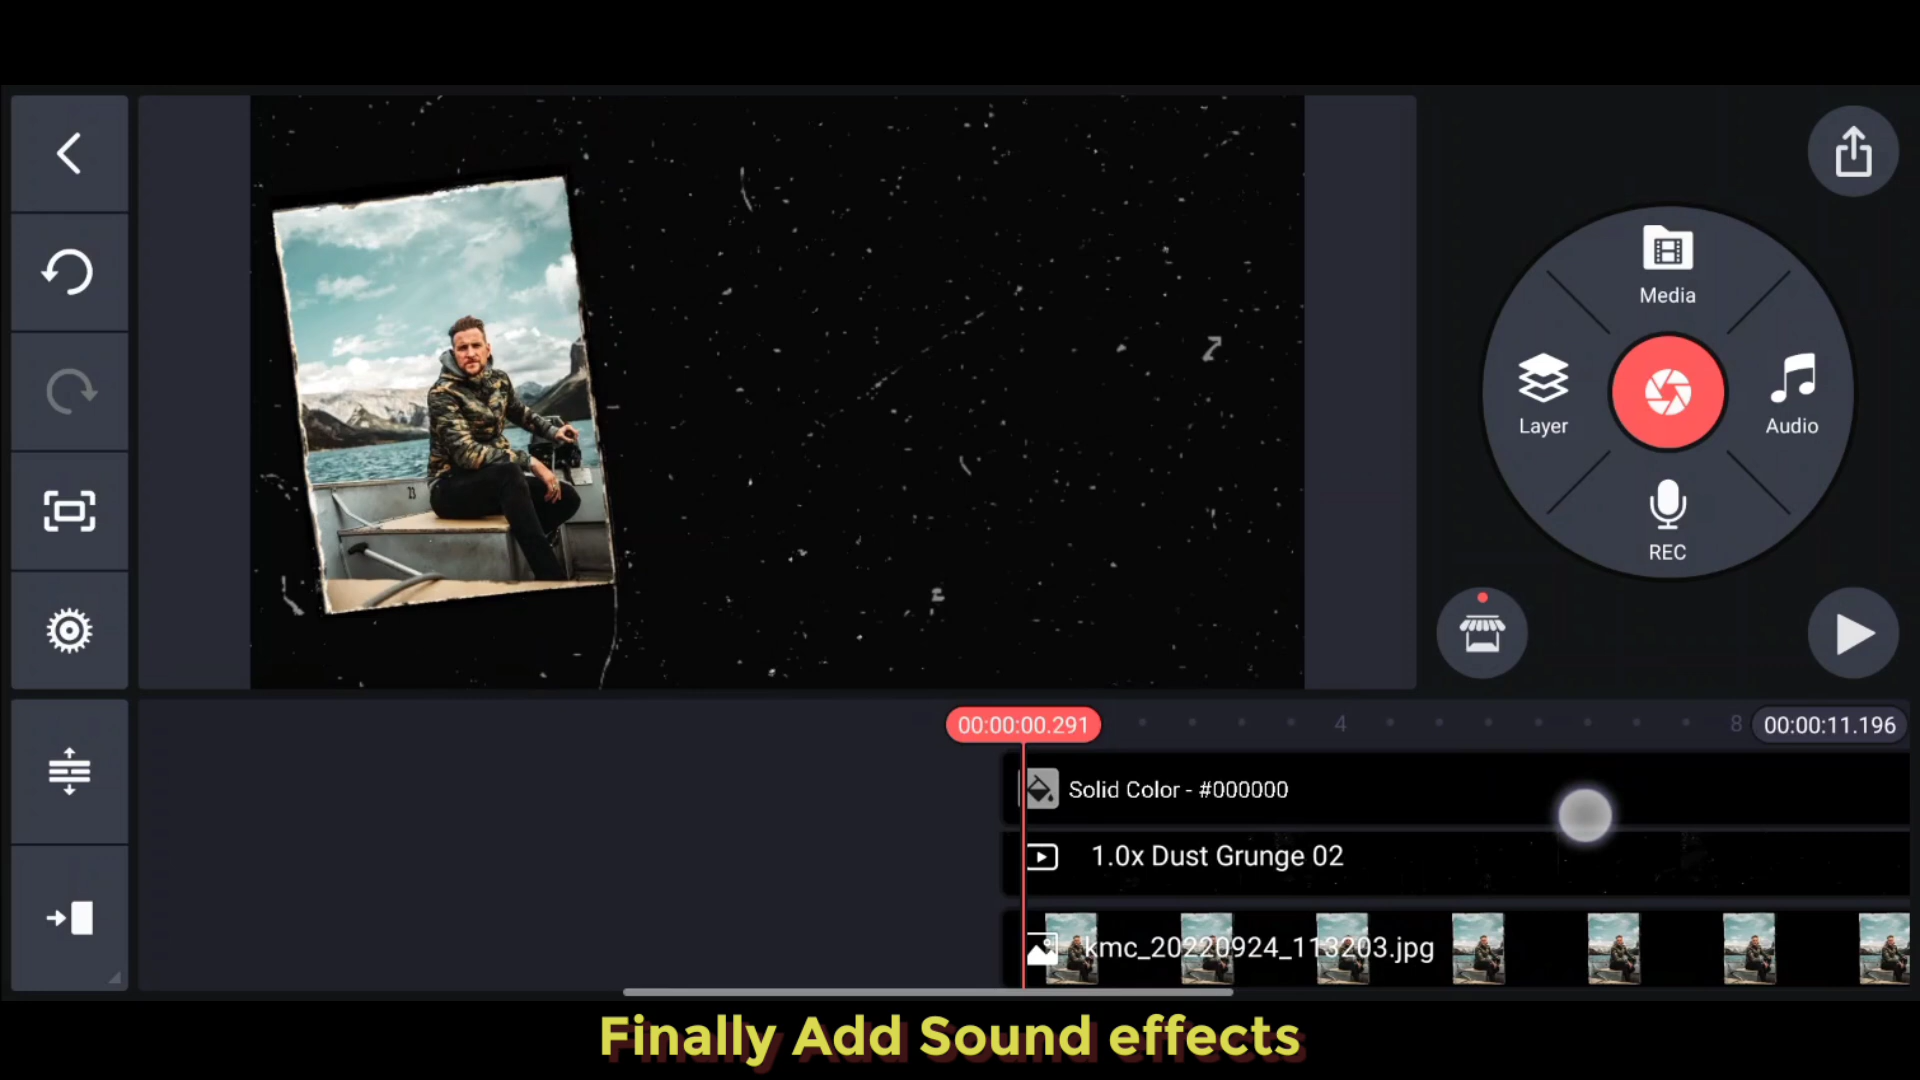 Media
Layer
Audio
REC
00:00:00.291
4
8
00:00:11.196
Solid Color - #000000
1.0x Dust Grunge 02
kmc_20220924_113203.jpg
Finally Add Sound effects